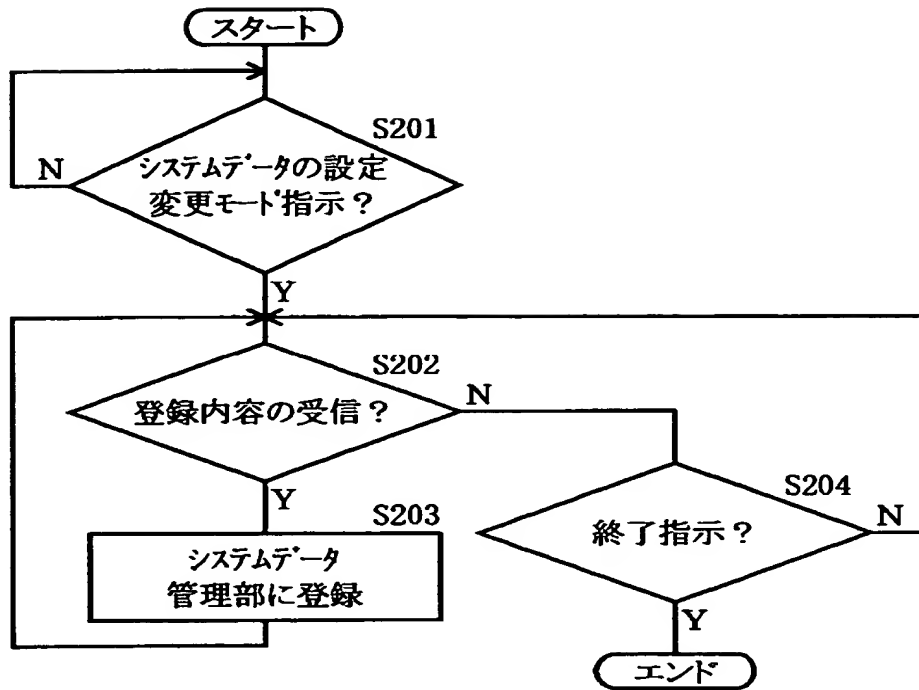 スタート
S201
N
システムデータの設定
変更モード指示?
Y
S202
登録内容の受信?
N
Y
S203
システムデータ
管理部に登録
S204
終了指示?
N
Y
エンド